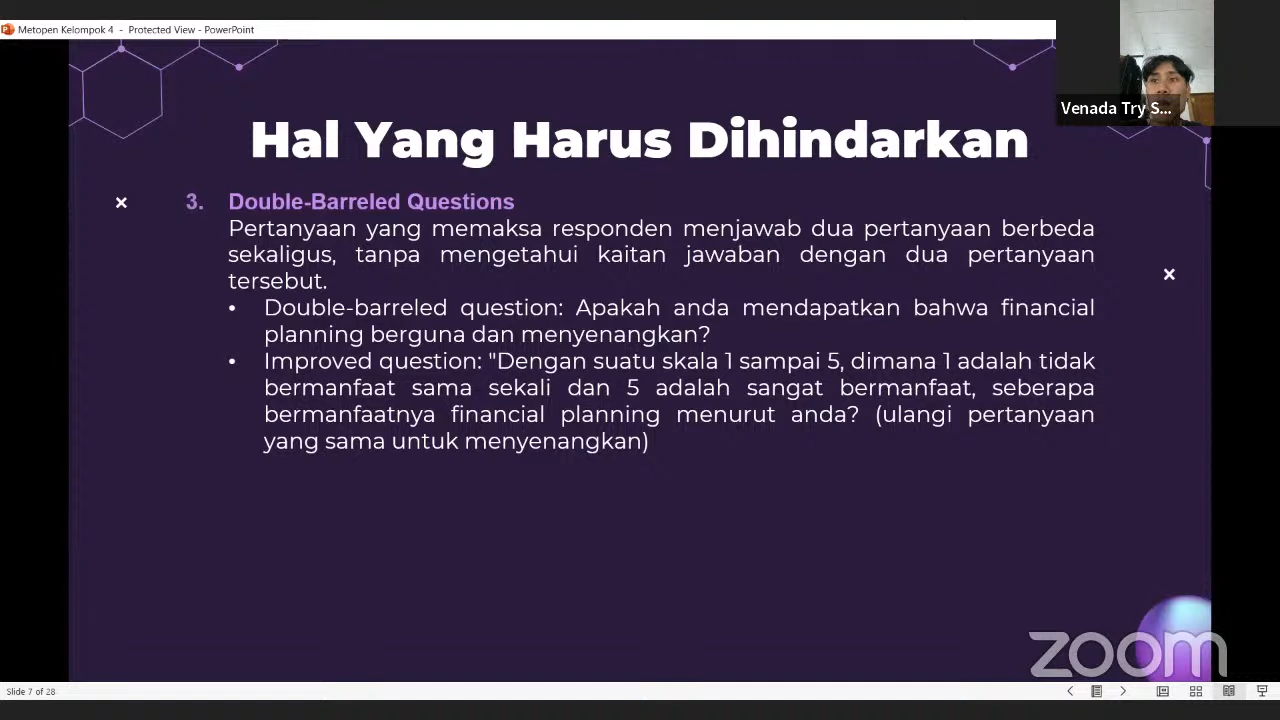 Metopen Kelompok 4 - Protected View - PowerPoint
Venada Try S...
Hal Yang Harus Dihindarkan
3. Double-Barreled Questions
Pertanyaan yang memaksa responden menjawab dua pertanyaan berbeda
sekaligus, tanpa mengetahui kaitan jawaban dengan dua pertanyaan
tersebut.
• Double-barreled question: Apakah anda mendapatkan bahwa financial
planning berguna dan menyenangkan?
• Improved question: "Dengan suatu skala 1 sampai 5, dimana 1 adalah tidak
bermanfaat sama sekali dan 5 adalah sangat bermanfaat, seberapa
bermanfaatnya financial planning menurut anda? (ulangi pertanyaan
yang sama untuk menyenangkan)
zoom
Slide 7 of 28